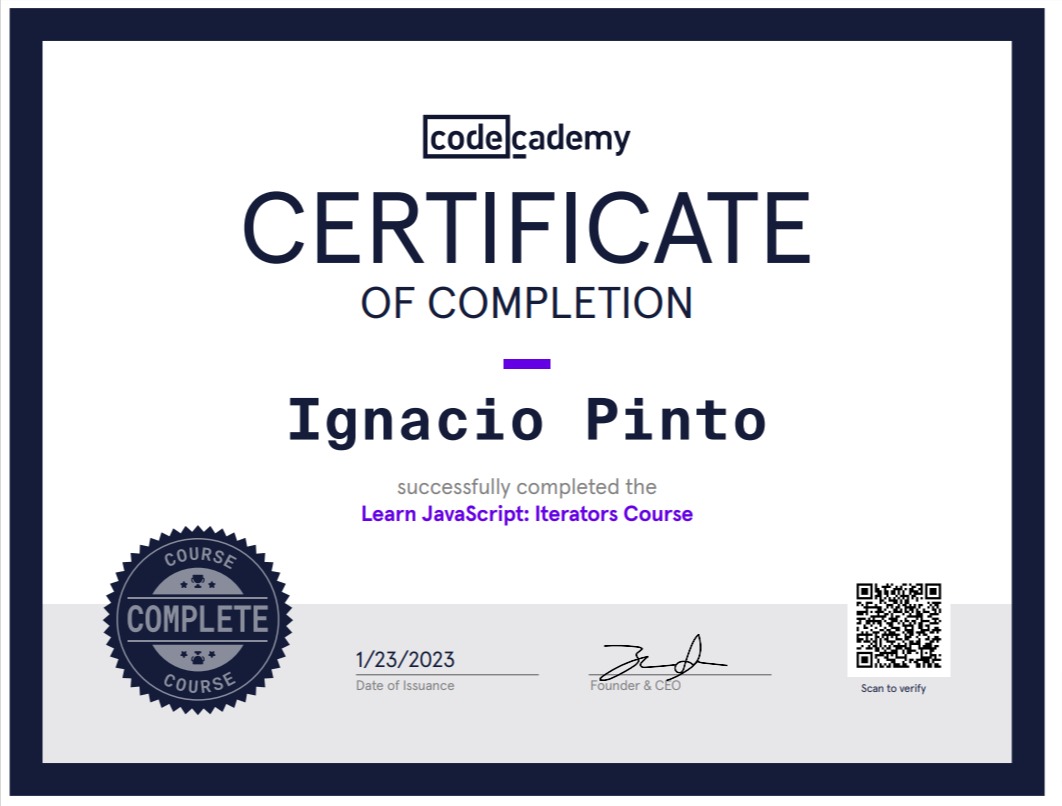 codecademy
CERTIFICATE
OF COMPLETION
Ignacio Pinto
successfully completed the
Learn JavaScript: Iterators Course
COURSE
COMPLETE
COURSE
1/23/2023
Date of Issuance
Founder & CEO
Scan to verify